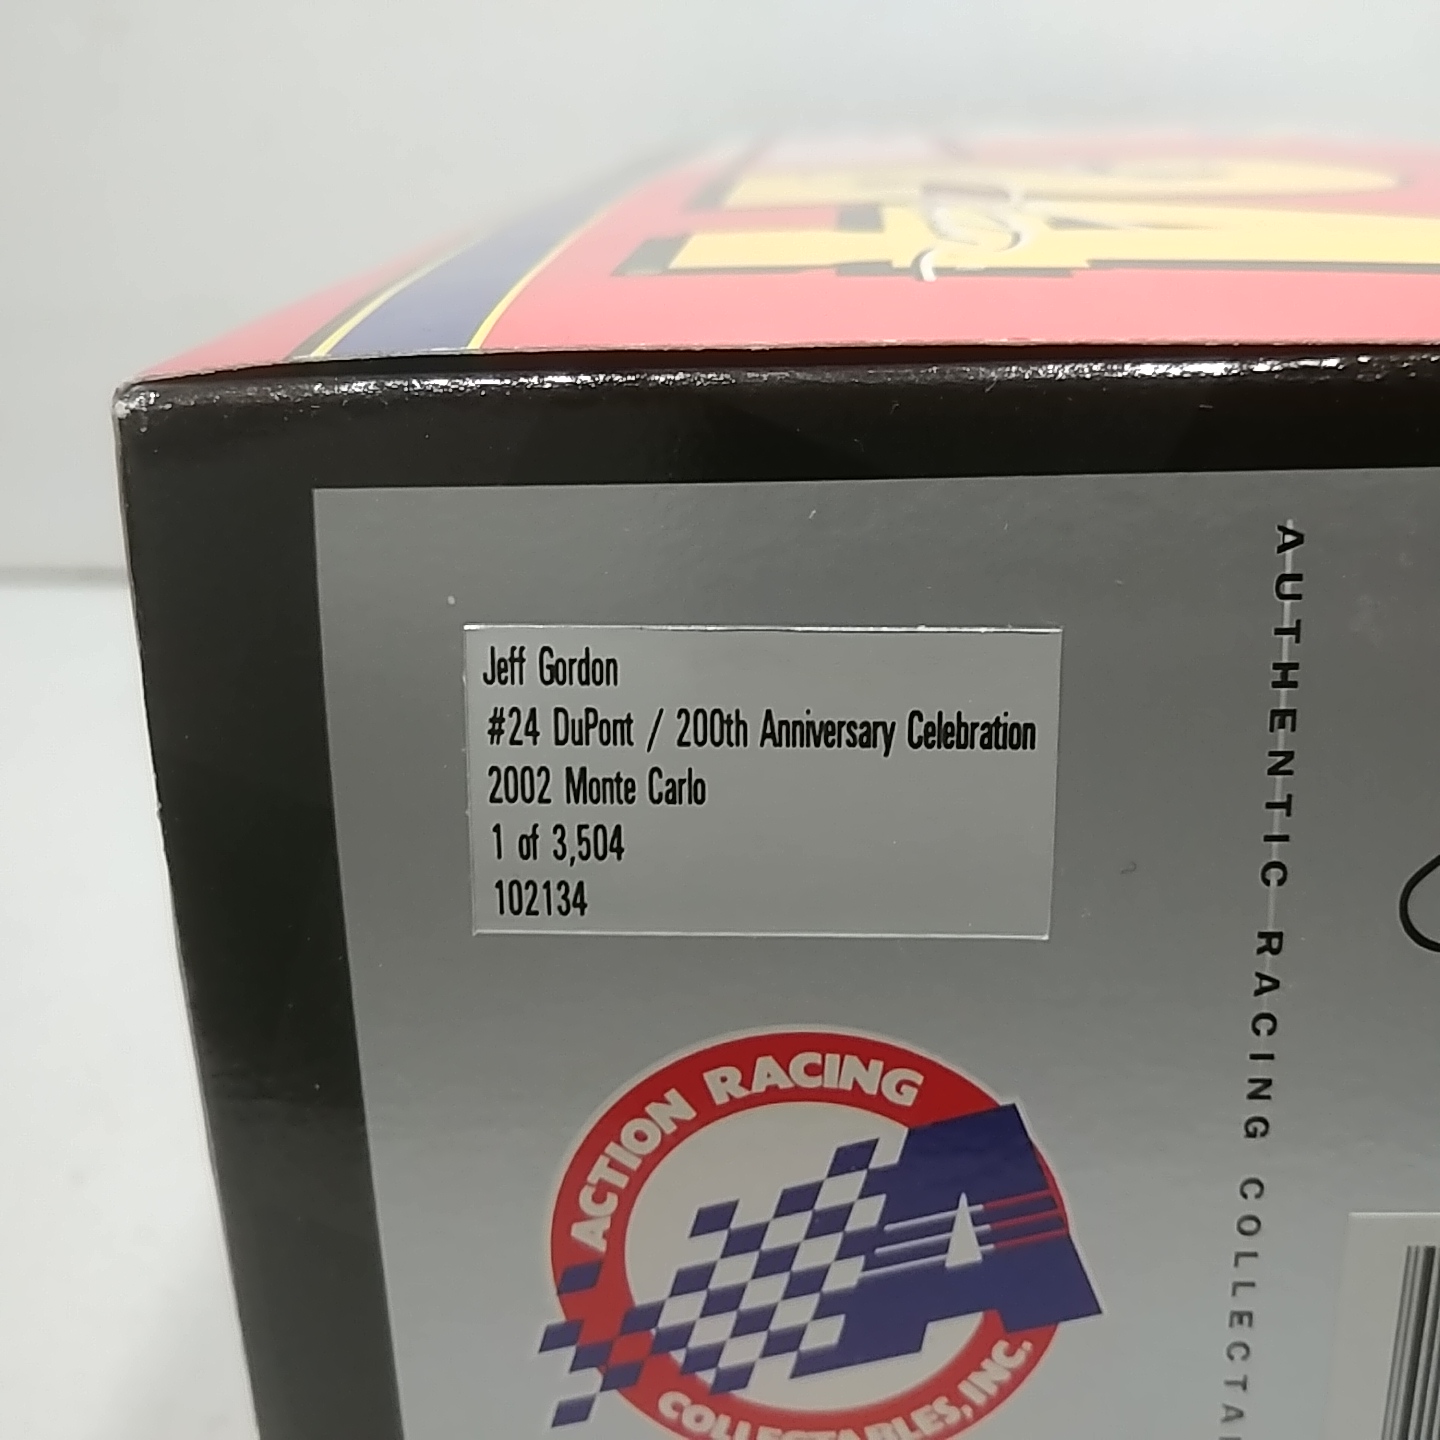 Jeff Gordon
#24 DuPont / 200th Anniversary Celebration
2002 Monte Carlo
1 of 3,504
102134
ACTION RACING
COLLECTABLES, INC.
AUTHENTIC RACING COLLECTA